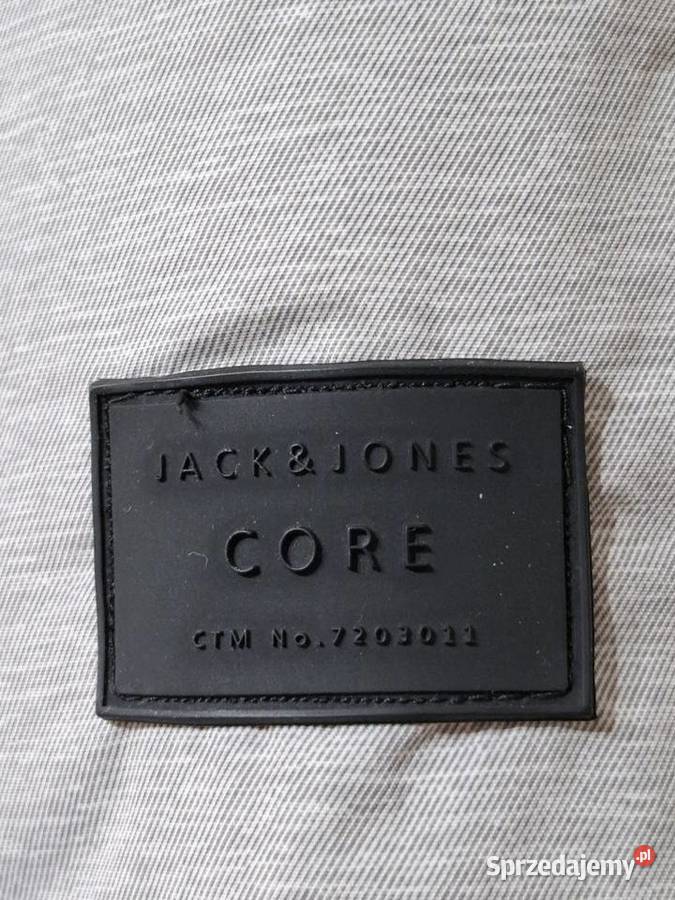 JACK&JONES
CORE
CTM No.7203011
Sprzedajemy.pl